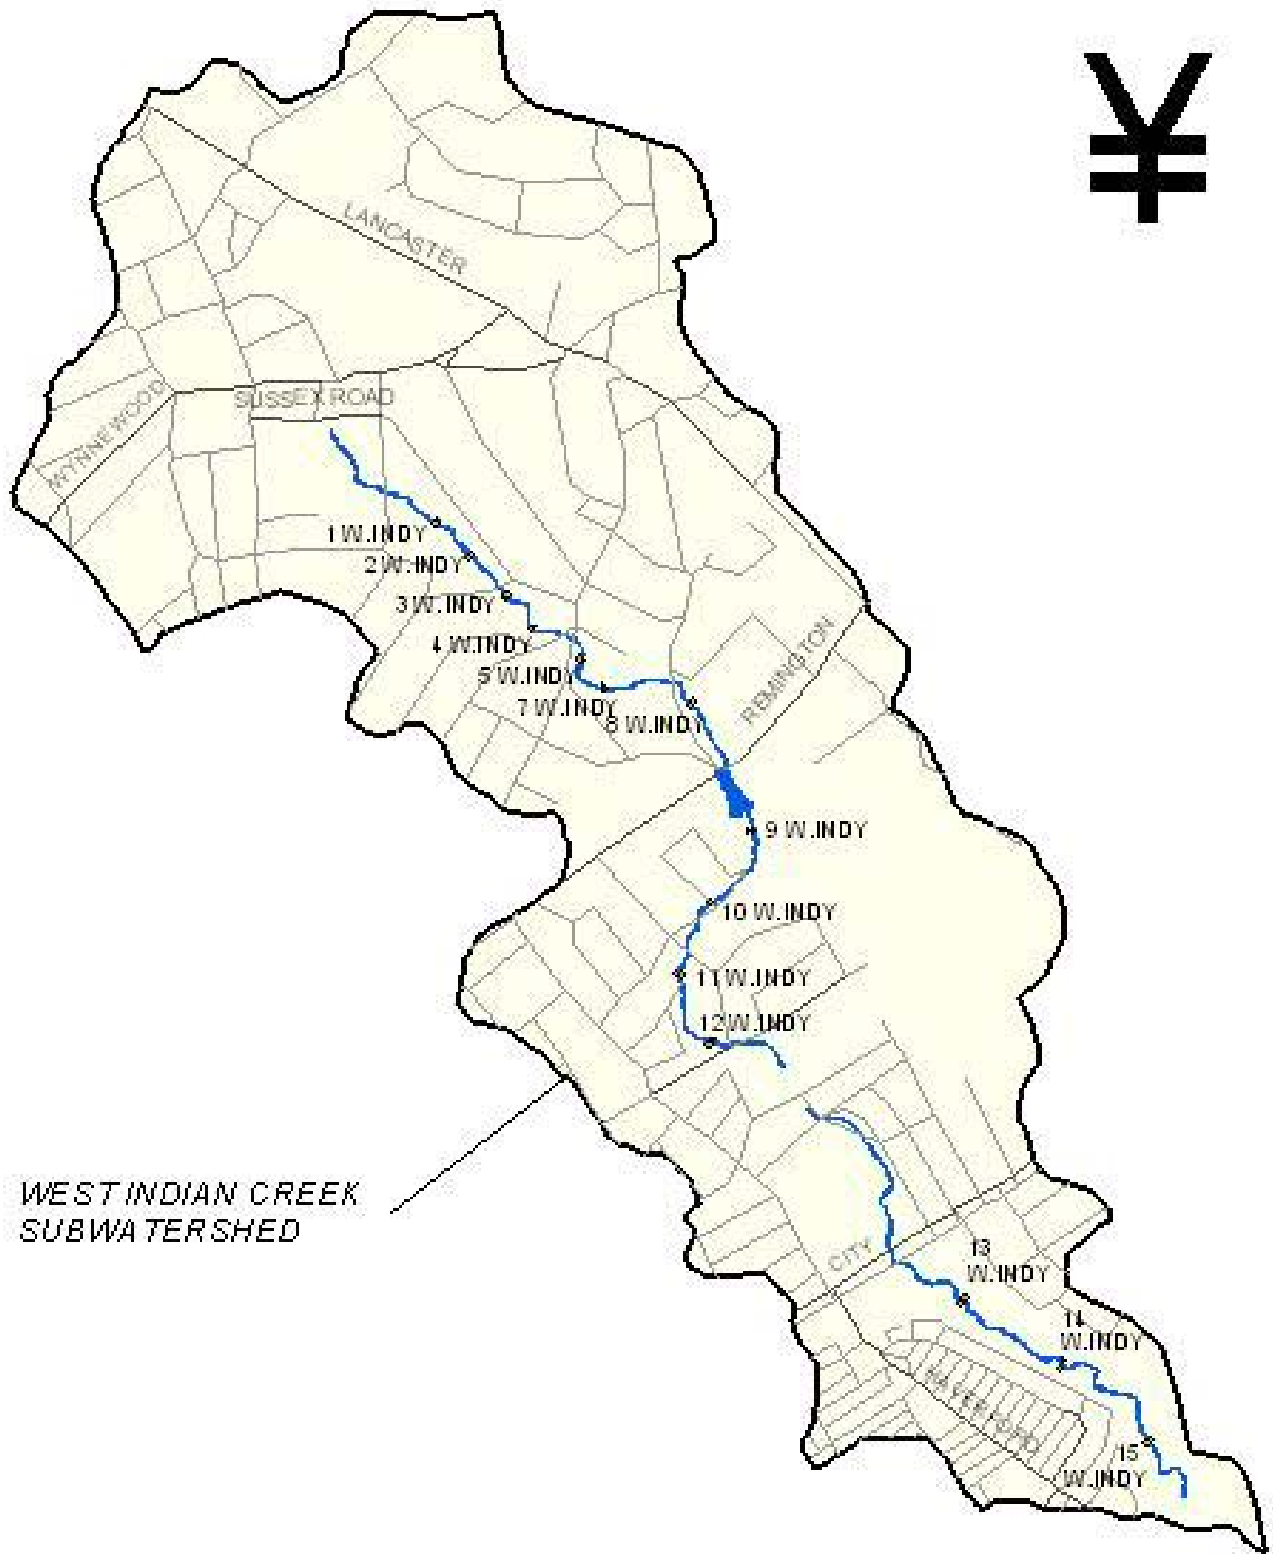 ¥
LANCASTER
WYNNEWOOD
SUSSEX ROAD
1 W.INDY
2 W.INDY
3 W.INDY
4 W.INDY
5 W.INDY
7 W.INDY
8 W.INDY
REMINGTON
9 W.INDY
10 W.INDY
11 W.INDY
12 W.INDY
WEST INDIAN CREEK
SUBWATERSHED
CITY
13
W.INDY
14
W.INDY
HAVERFORD
15
W.INDY